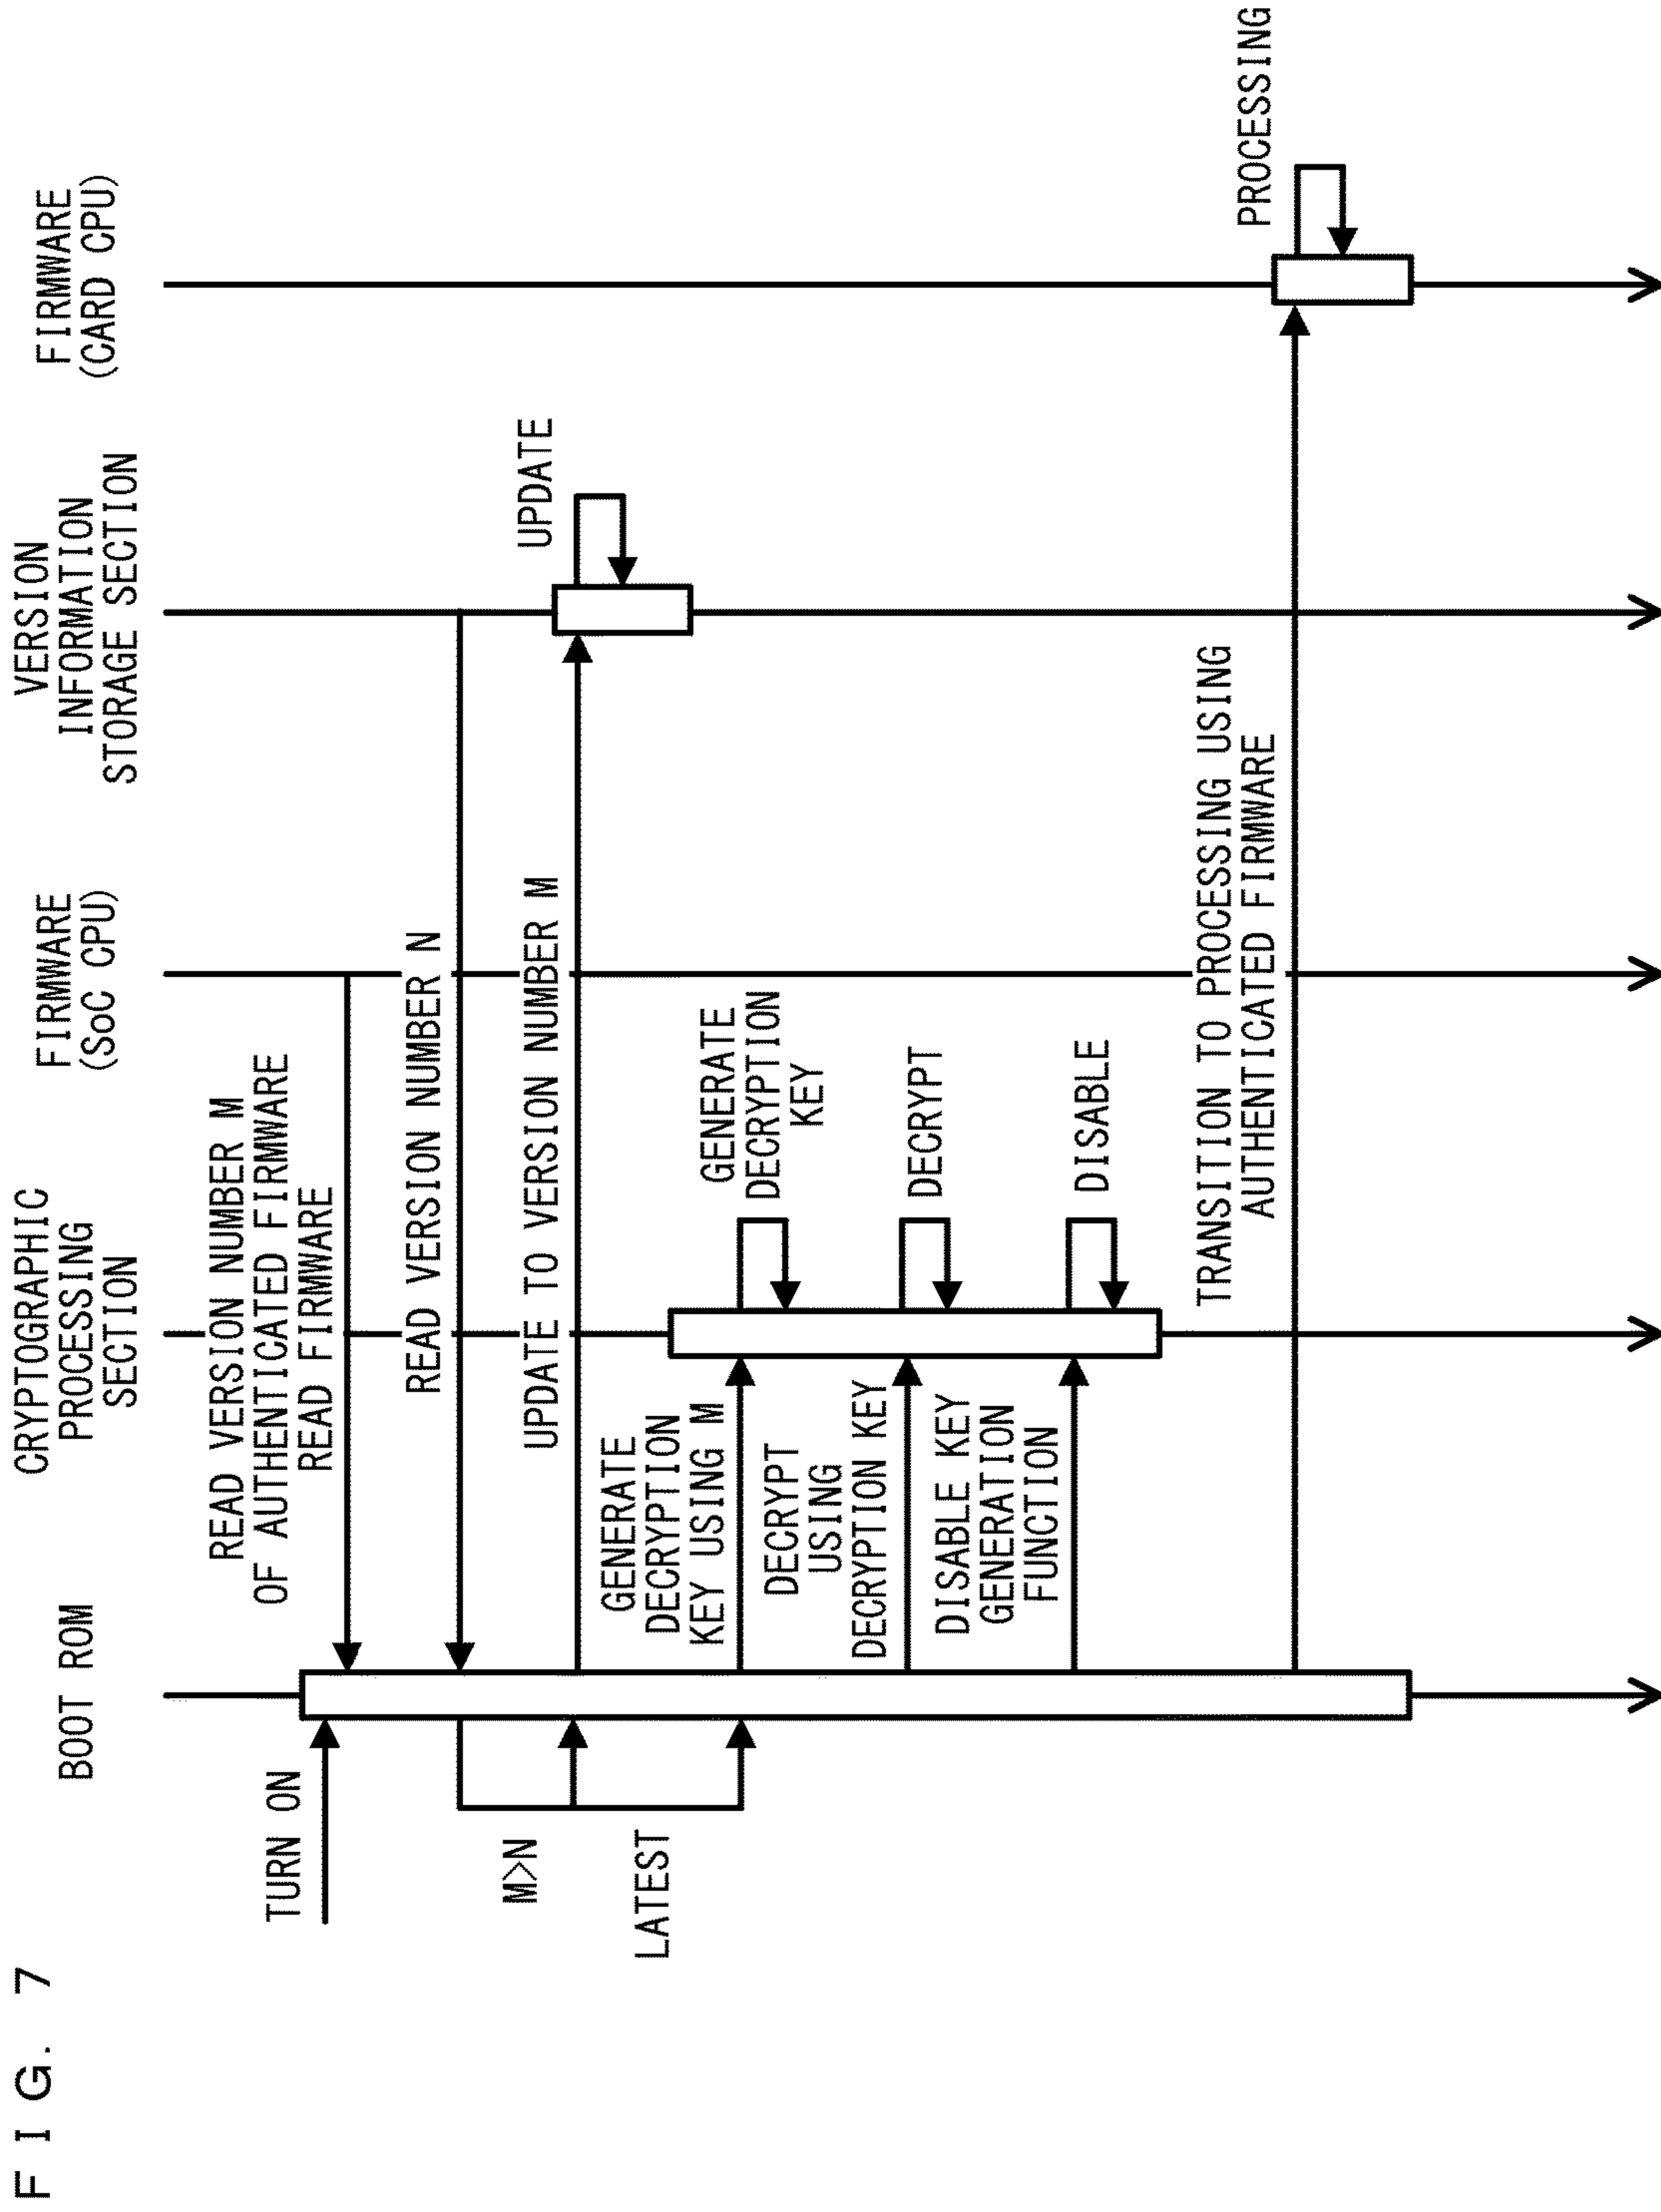 FIG. 7
BOOT ROM
CRYPTOGRAPHIC
PROCESSING
SECTION
FIRMWARE
(SoC CPU)
VERSION
INFORMATION
STORAGE SECTION
FIRMWARE
(CARD CPU)
TURN ON
READ VERSION NUMBER M
OF AUTHENTICATED FIRMWARE
READ FIRMWARE
READ VERSION NUMBER N
M>N
UPDATE TO VERSION NUMBER M
UPDATE
LATEST
GENERATE
DECRYPTION
KEY USING M
GENERATE
DECRYPTION
KEY
DECRYPT
USING
DECRYPTION KEY
DECRYPT
DISABLE KEY
GENERATION
FUNCTION
DISABLE
TRANSITION TO PROCESSING USING
AUTHENTICATED FIRMWARE
PROCESSING